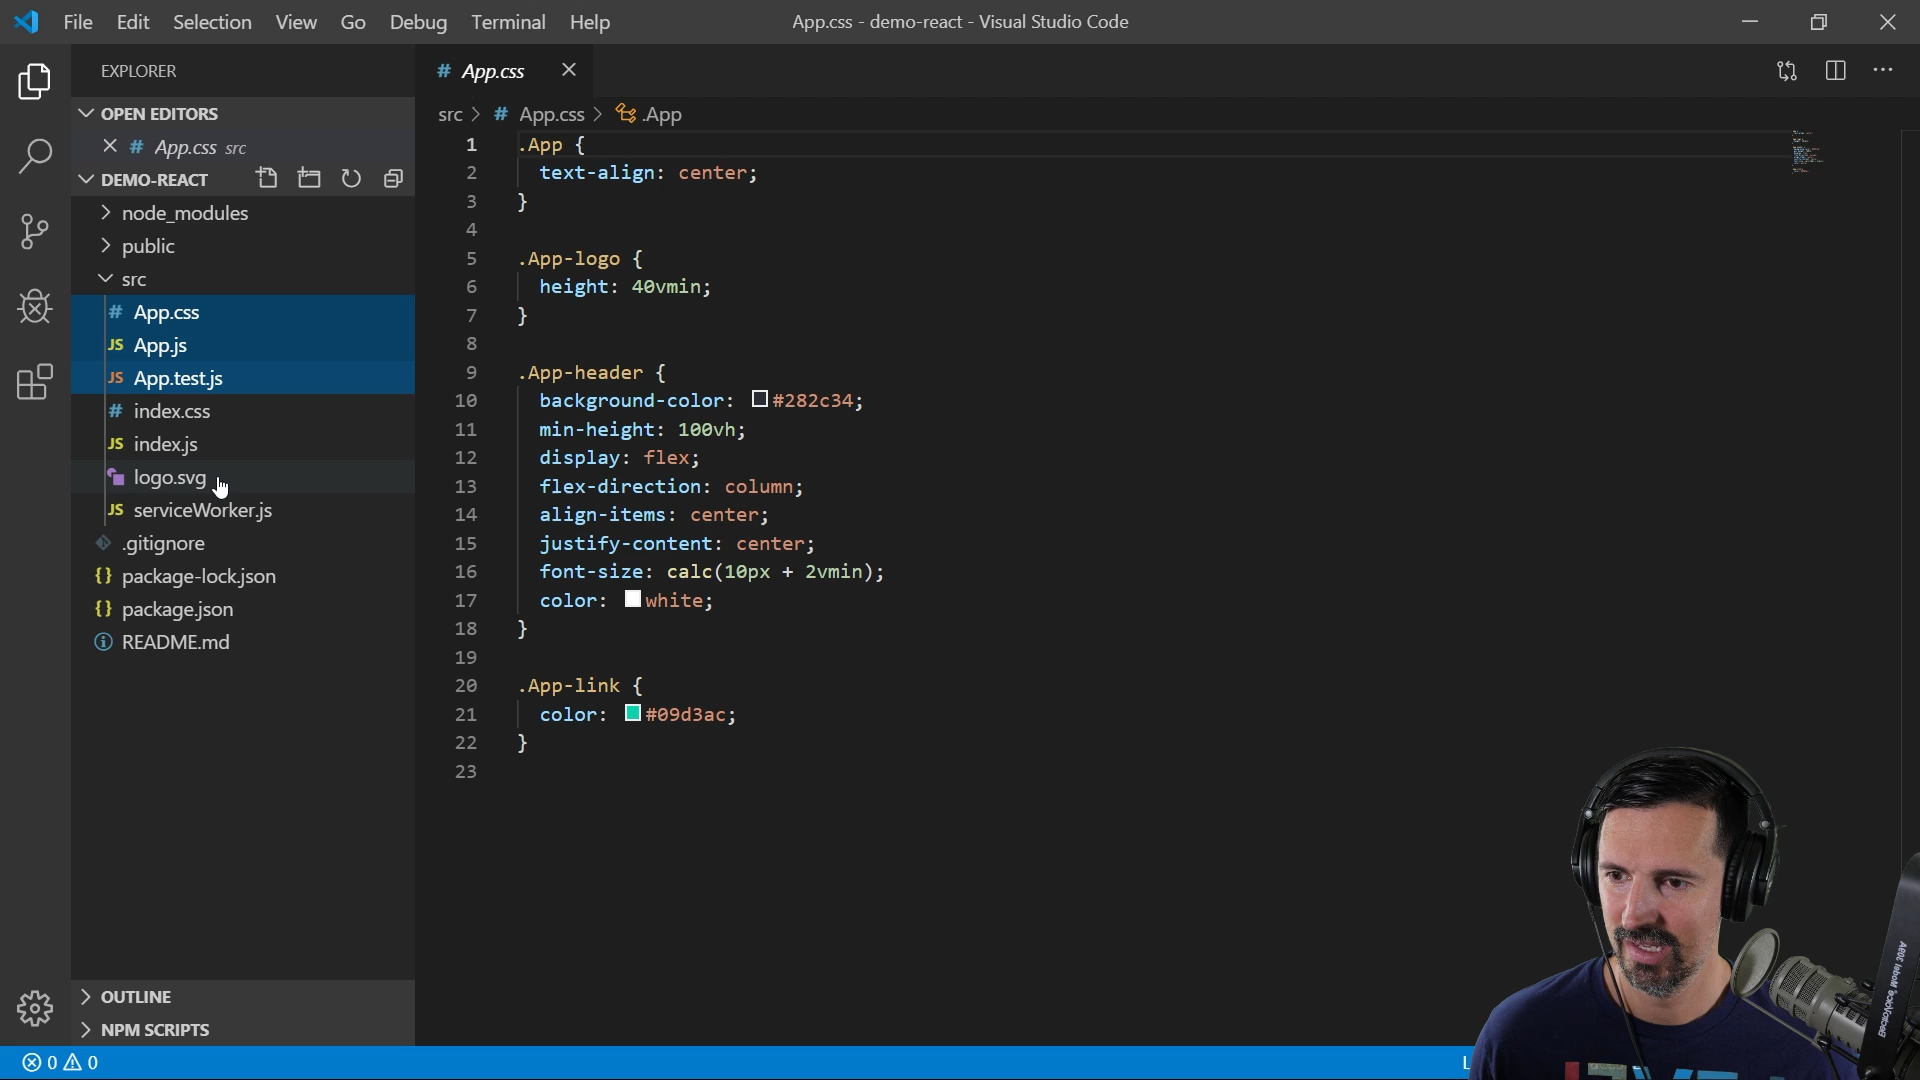 File Edit Selection View Go Debug Terminal Help
App.css - demo-react - Visual Studio Code
EXPLORER
OPEN EDITORS
# App.css src
DEMO-REACT
node_modules
public
src
# App.css
JS App.js
JS App.test.js
# index.css
JS index.js
logo.svg
JS serviceWorker.js
.gitignore
{} package-lock.json
{} package.json
README.md
OUTLINE
NPM SCRIPTS
0 0
# App.css
src > # App.css > .App
1 .App {
2 text-align: center;
3 }
4
5 .App-logo {
6 height: 40vmin;
7 }
8
9 .App-header {
10 background-color: #282c34;
11 min-height: 100vh;
12 display: flex;
13 flex-direction: column;
14 align-items: center;
15 justify-content: center;
16 font-size: calc(10px + 2vmin);
17 color: white;
18 }
19
20 .App-link {
21 color: #09d3ac;
22 }
23